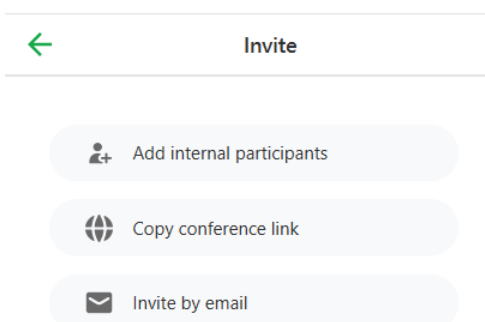 Invite
Add internal participants
Copy conference link
Invite by email